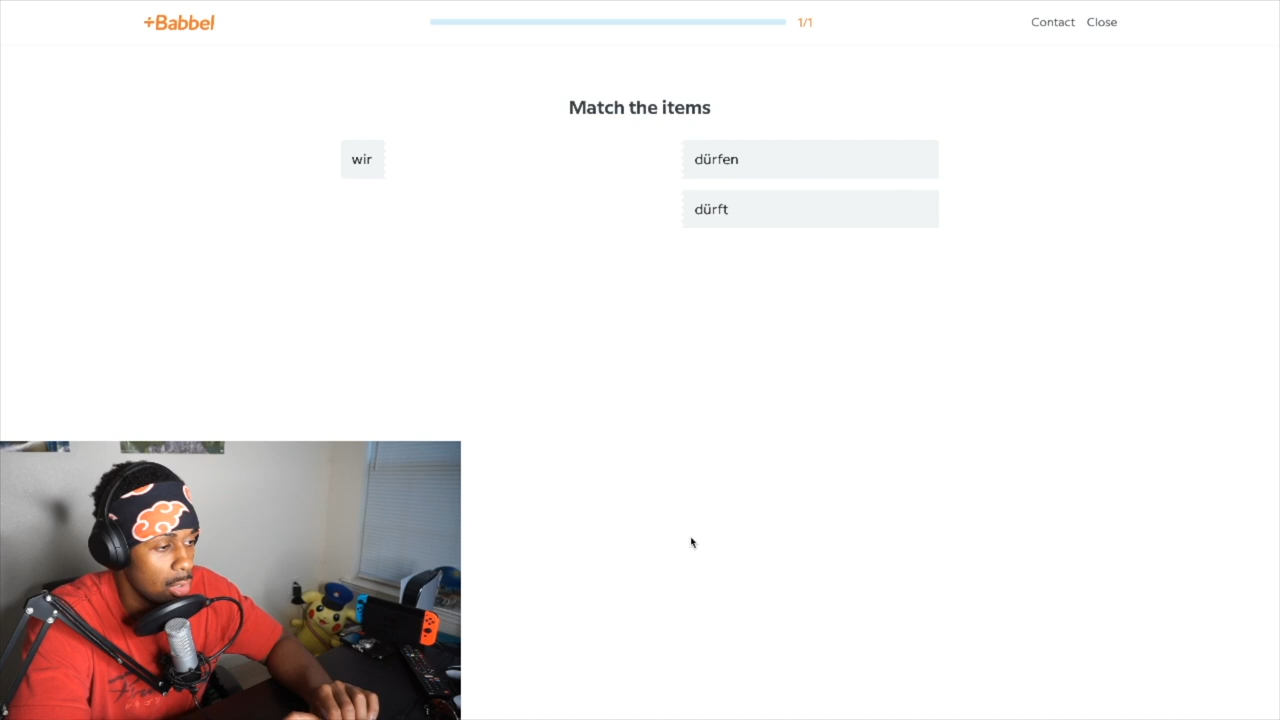 +Babbel
1/1
Contact Close
Match the items
wir
dürfen
dürft